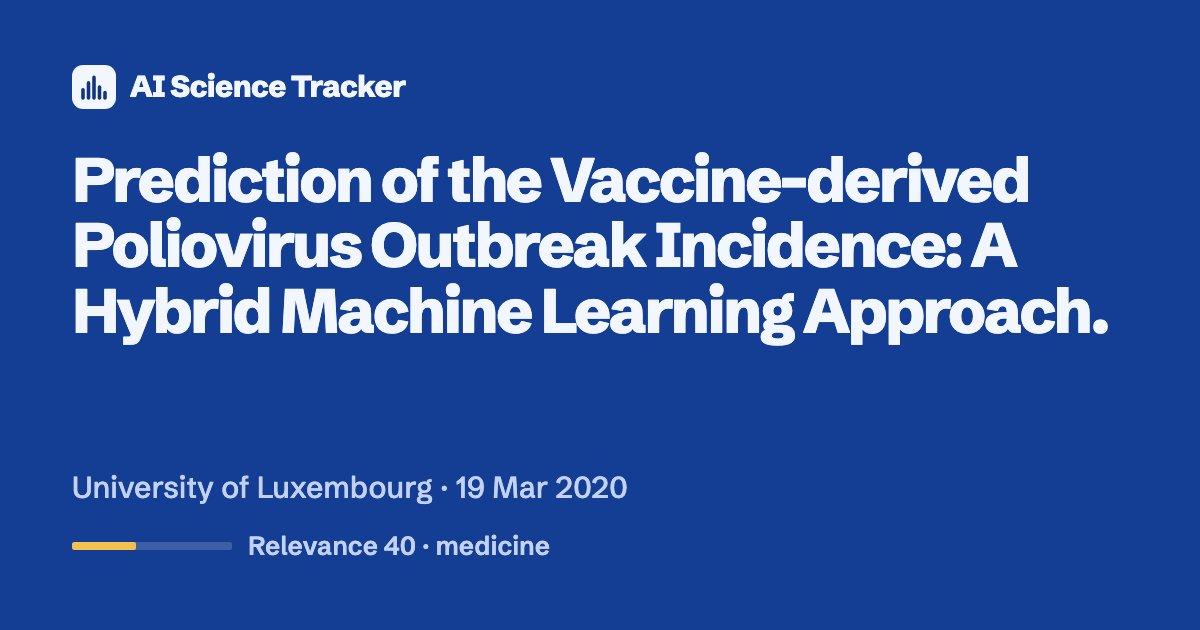 AI Science Tracker
Prediction of the Vaccine-derived
Poliovirus Outbreak Incidence: A
Hybrid Machine Learning Approach.
University of Luxembourg · 19 Mar 2020
Relevance 40 · medicine